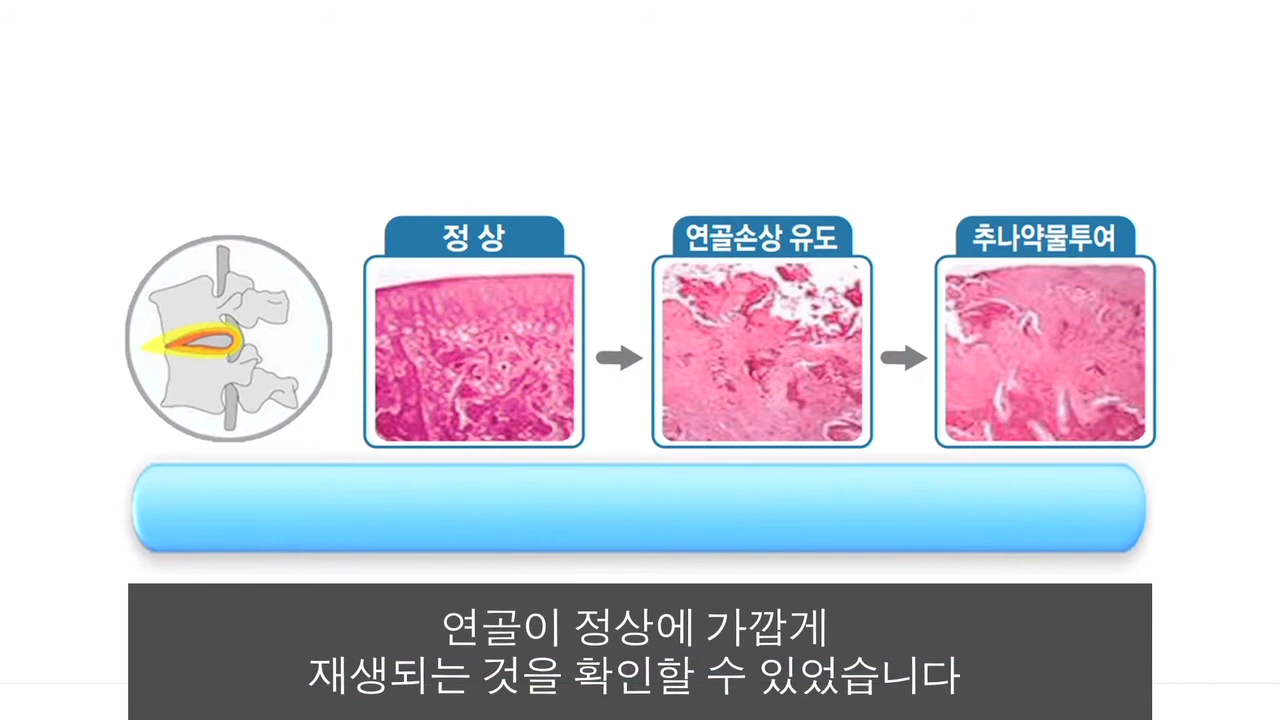 정 상
연골손상 유도
추나약물투여
연골이 정상에 가깝게
재생되는 것을 확인할 수 있었습니다